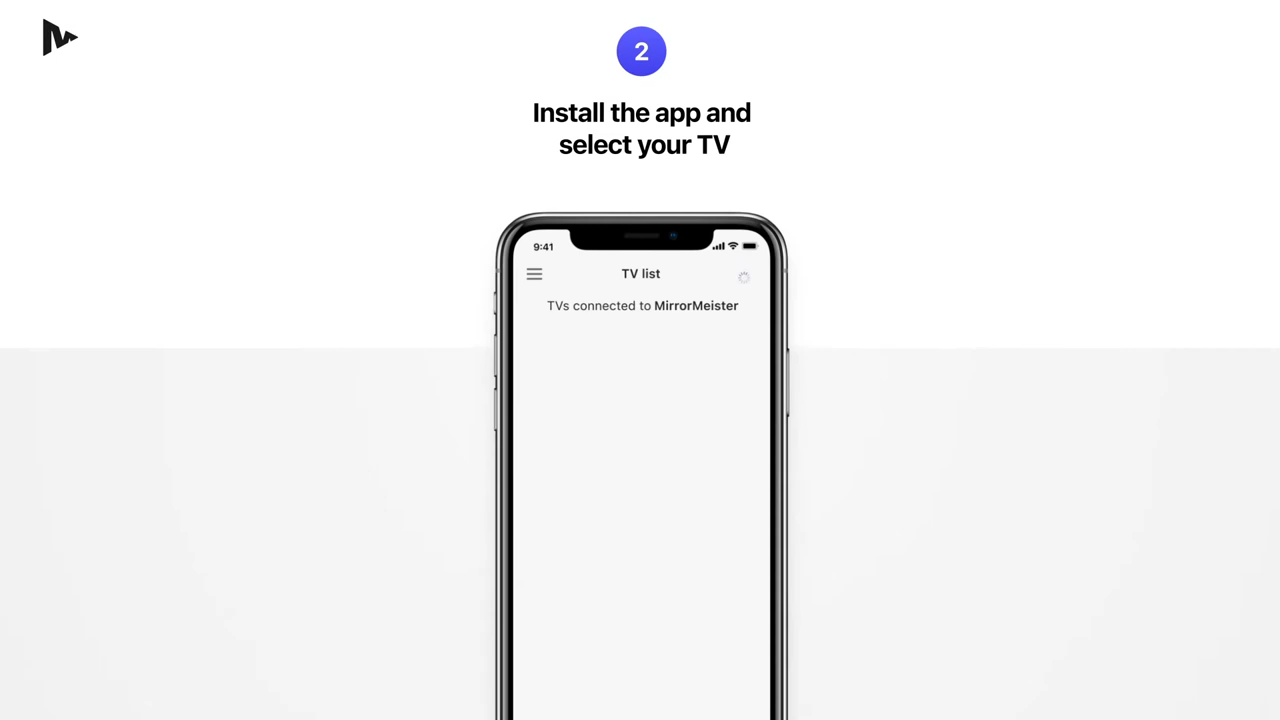 2
Install the app and
select your TV
9:41
TV list
TVs connected to MirrorMeister